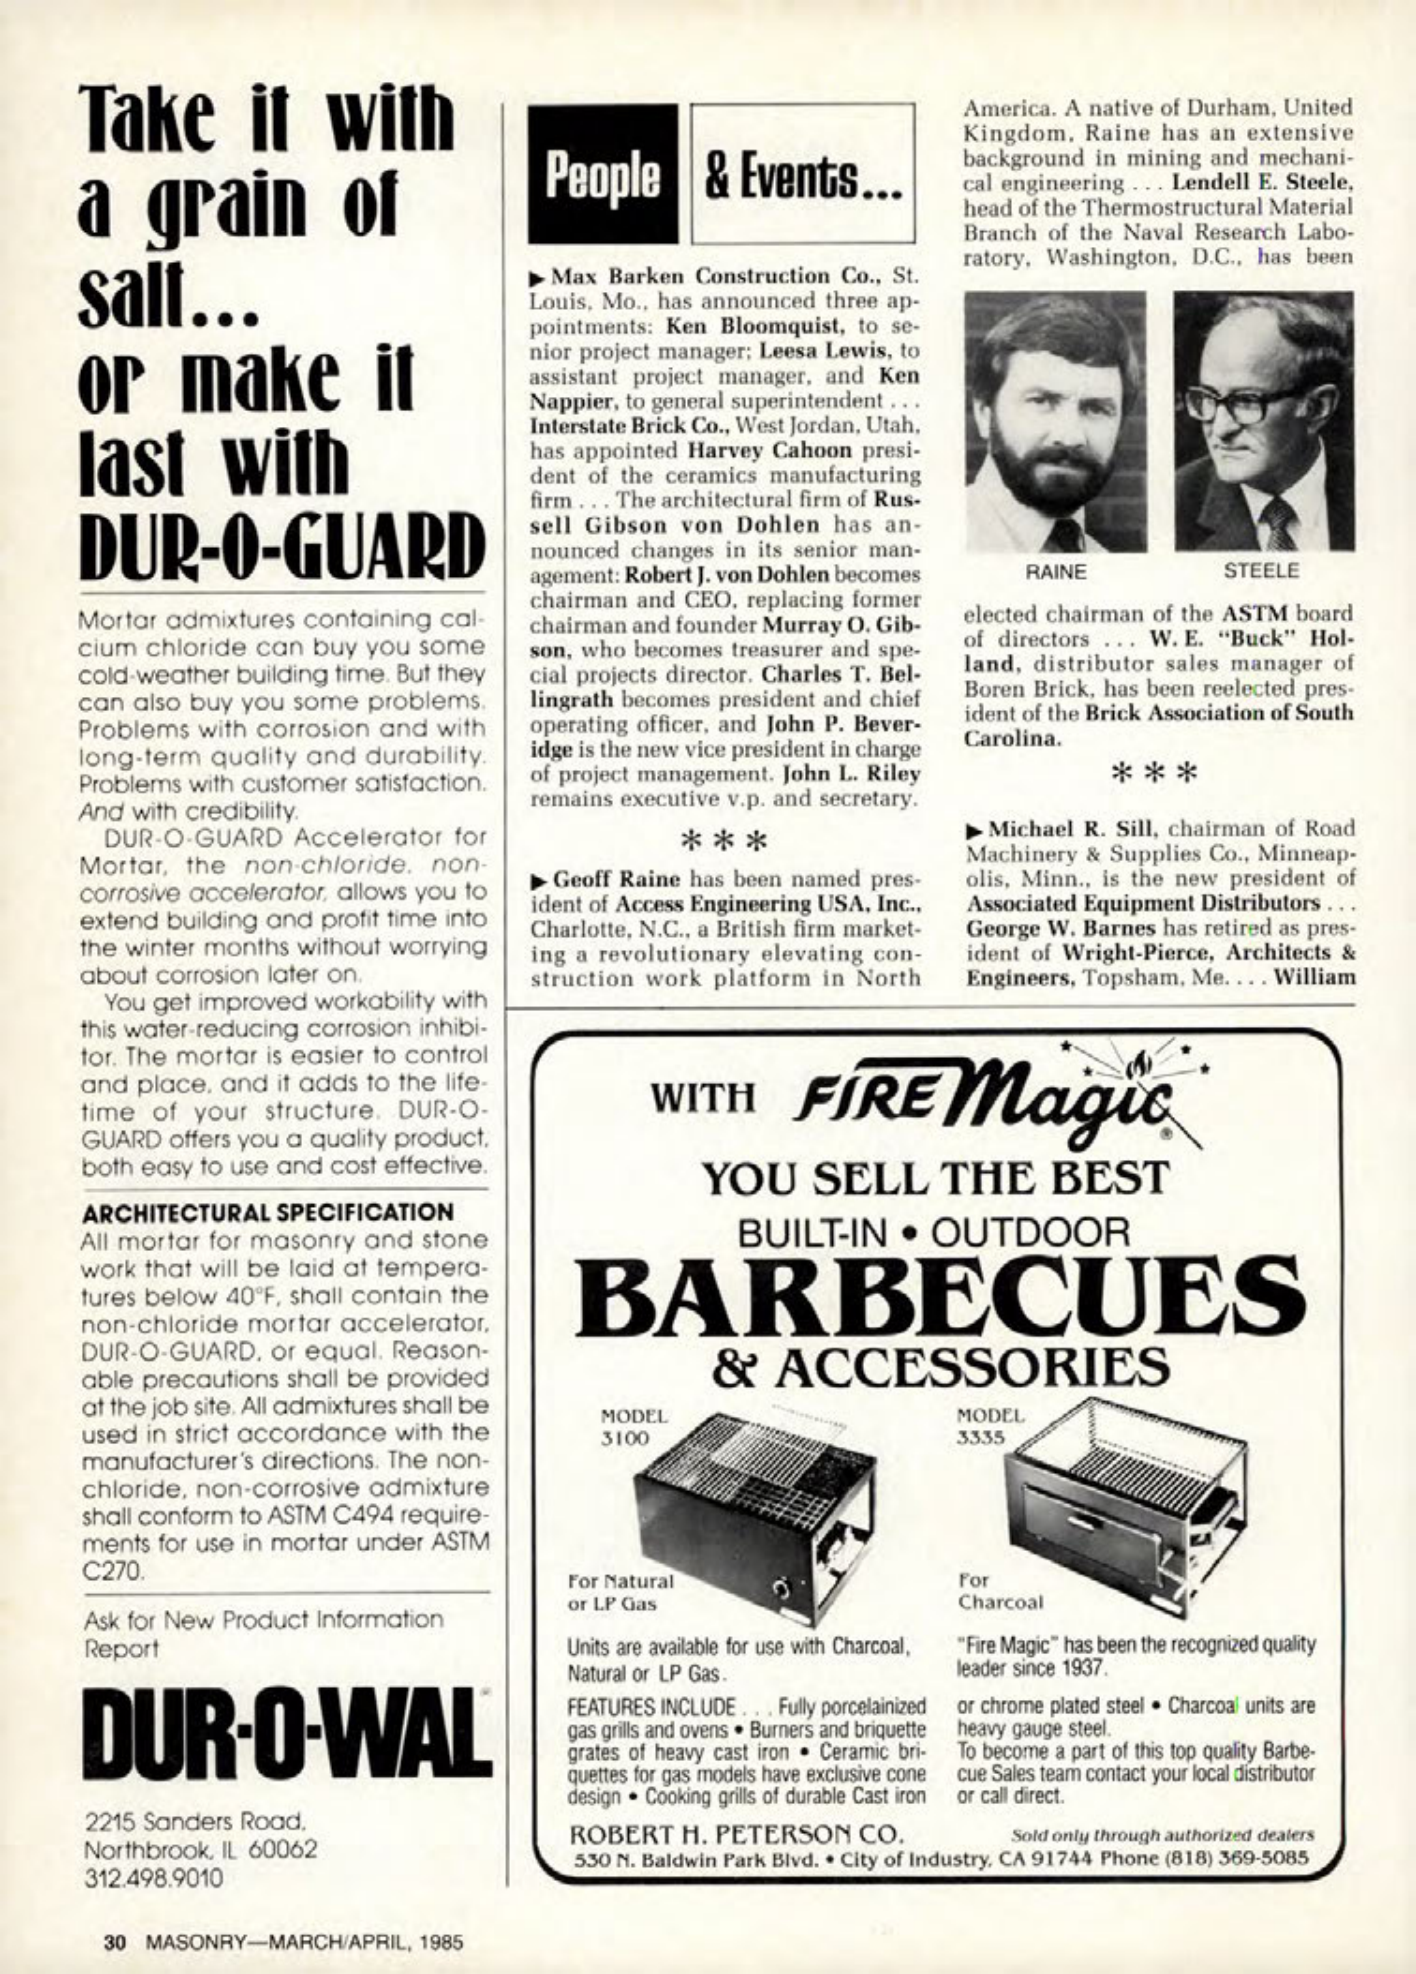 Take it with
a grain of
salt...
or make it
last with
DUR-O-GUARD
Mortar admixtures containing cal-
cium chloride can buy you some
cold-weather building time. But they
can also buy you some problems.
Problems with corrosion and with
long-term quality and durability.
Problems with customer satisfaction.
And with credibility.
DUR-O-GUARD Accelerator for
Mortar, the non-chloride, non-
corrosive accelerator, allows you to
extend building and profit time into
the winter months without worrying
about corrosion later on.
You get improved workability with
this water-reducing corrosion inhibi-
tor. The mortar is easier to control
and place, and it adds to the life-
time of your structure. DUR-O-
GUARD offers you a quality product,
both easy to use and cost effective.
ARCHITECTURAL SPECIFICATION
All mortar for masonry and stone
work that will be laid at tempera-
tures below 40°F, shall contain the
non-chloride mortar accelerator,
DUR-O-GUARD, or equal. Reason-
able precautions shall be provided
at the job site. All admixtures shall be
used in strict accordance with the
manufacturer's directions. The non-
chloride, non-corrosive admixture
shall conform to ASTM C494 require-
ments for use in mortar under ASTM
C270.
Ask for New Product Information
Report
DUR-O-WAL
2215 Sanders Road,
Northbrook, IL 60062
312.498.9010
People & Events...
▶ Max Barken Construction Co., St.
Louis, Mo., has announced three ap-
pointments: Ken Bloomquist, to se-
nior project manager; Leesa Lewis, to
assistant project manager, and Ken
Nappier, to general superintendent . . .
Interstate Brick Co., West Jordan, Utah,
has appointed Harvey Cahoon presi-
dent of the ceramics manufacturing
firm . . . The architectural firm of Rus-
sell Gibson von Dohlen has an-
nounced changes in its senior man-
agement: Robert J. von Dohlen becomes
chairman and CEO, replacing former
chairman and founder Murray O. Gib-
son, who becomes treasurer and spe-
cial projects director. Charles T. Bel-
lingrath becomes president and chief
operating officer, and John P. Bever-
idge is the new vice president in charge
of project management. John L. Riley
remains executive v.p. and secretary.
* * *
▶ Geoff Raine has been named pres-
ident of Access Engineering USA, Inc.,
Charlotte, N.C., a British firm market-
ing a revolutionary elevating con-
struction work platform in North
America. A native of Durham, United
Kingdom, Raine has an extensive
background in mining and mechani-
cal engineering . . . Lendell E. Steele,
head of the Thermostructural Material
Branch of the Naval Research Labo-
ratory, Washington, D.C., has been
RAINE
STEELE
elected chairman of the ASTM board
of directors . . . W. E. "Buck" Hol-
land, distributor sales manager of
Boren Brick, has been reelected pres-
ident of the Brick Association of South
Carolina.
* * *
▶ Michael R. Sill, chairman of Road
Machinery & Supplies Co., Minneap-
olis, Minn., is the new president of
Associated Equipment Distributors . . .
George W. Barnes has retired as pres-
ident of Wright-Pierce, Architects &
Engineers, Topsham, Me. . . . William
WITH FIRE Magic®
YOU SELL THE BEST
BUILT-IN • OUTDOOR
BARBECUES
& ACCESSORIES
MODEL
3100
For Natural
or LP Gas
MODEL
3335
For
Charcoal
Units are available for use with Charcoal,
Natural or LP Gas.
"Fire Magic" has been the recognized quality
leader since 1937.
FEATURES INCLUDE . . . Fully porcelainized
gas grills and ovens • Burners and briquette
grates of heavy cast iron • Ceramic bri-
quettes for gas models have exclusive cone
design • Cooking grills of durable Cast iron
or chrome plated steel • Charcoal units are
heavy gauge steel.
To become a part of this top quality Barbe-
cue Sales team contact your local distributor
or call direct.
ROBERT H. PETERSON CO.
Sold only through authorized dealers
530 N. Baldwin Park Blvd. • City of Industry, CA 91744 Phone (818) 369-5085
30 MASONRY—MARCH/APRIL, 1985